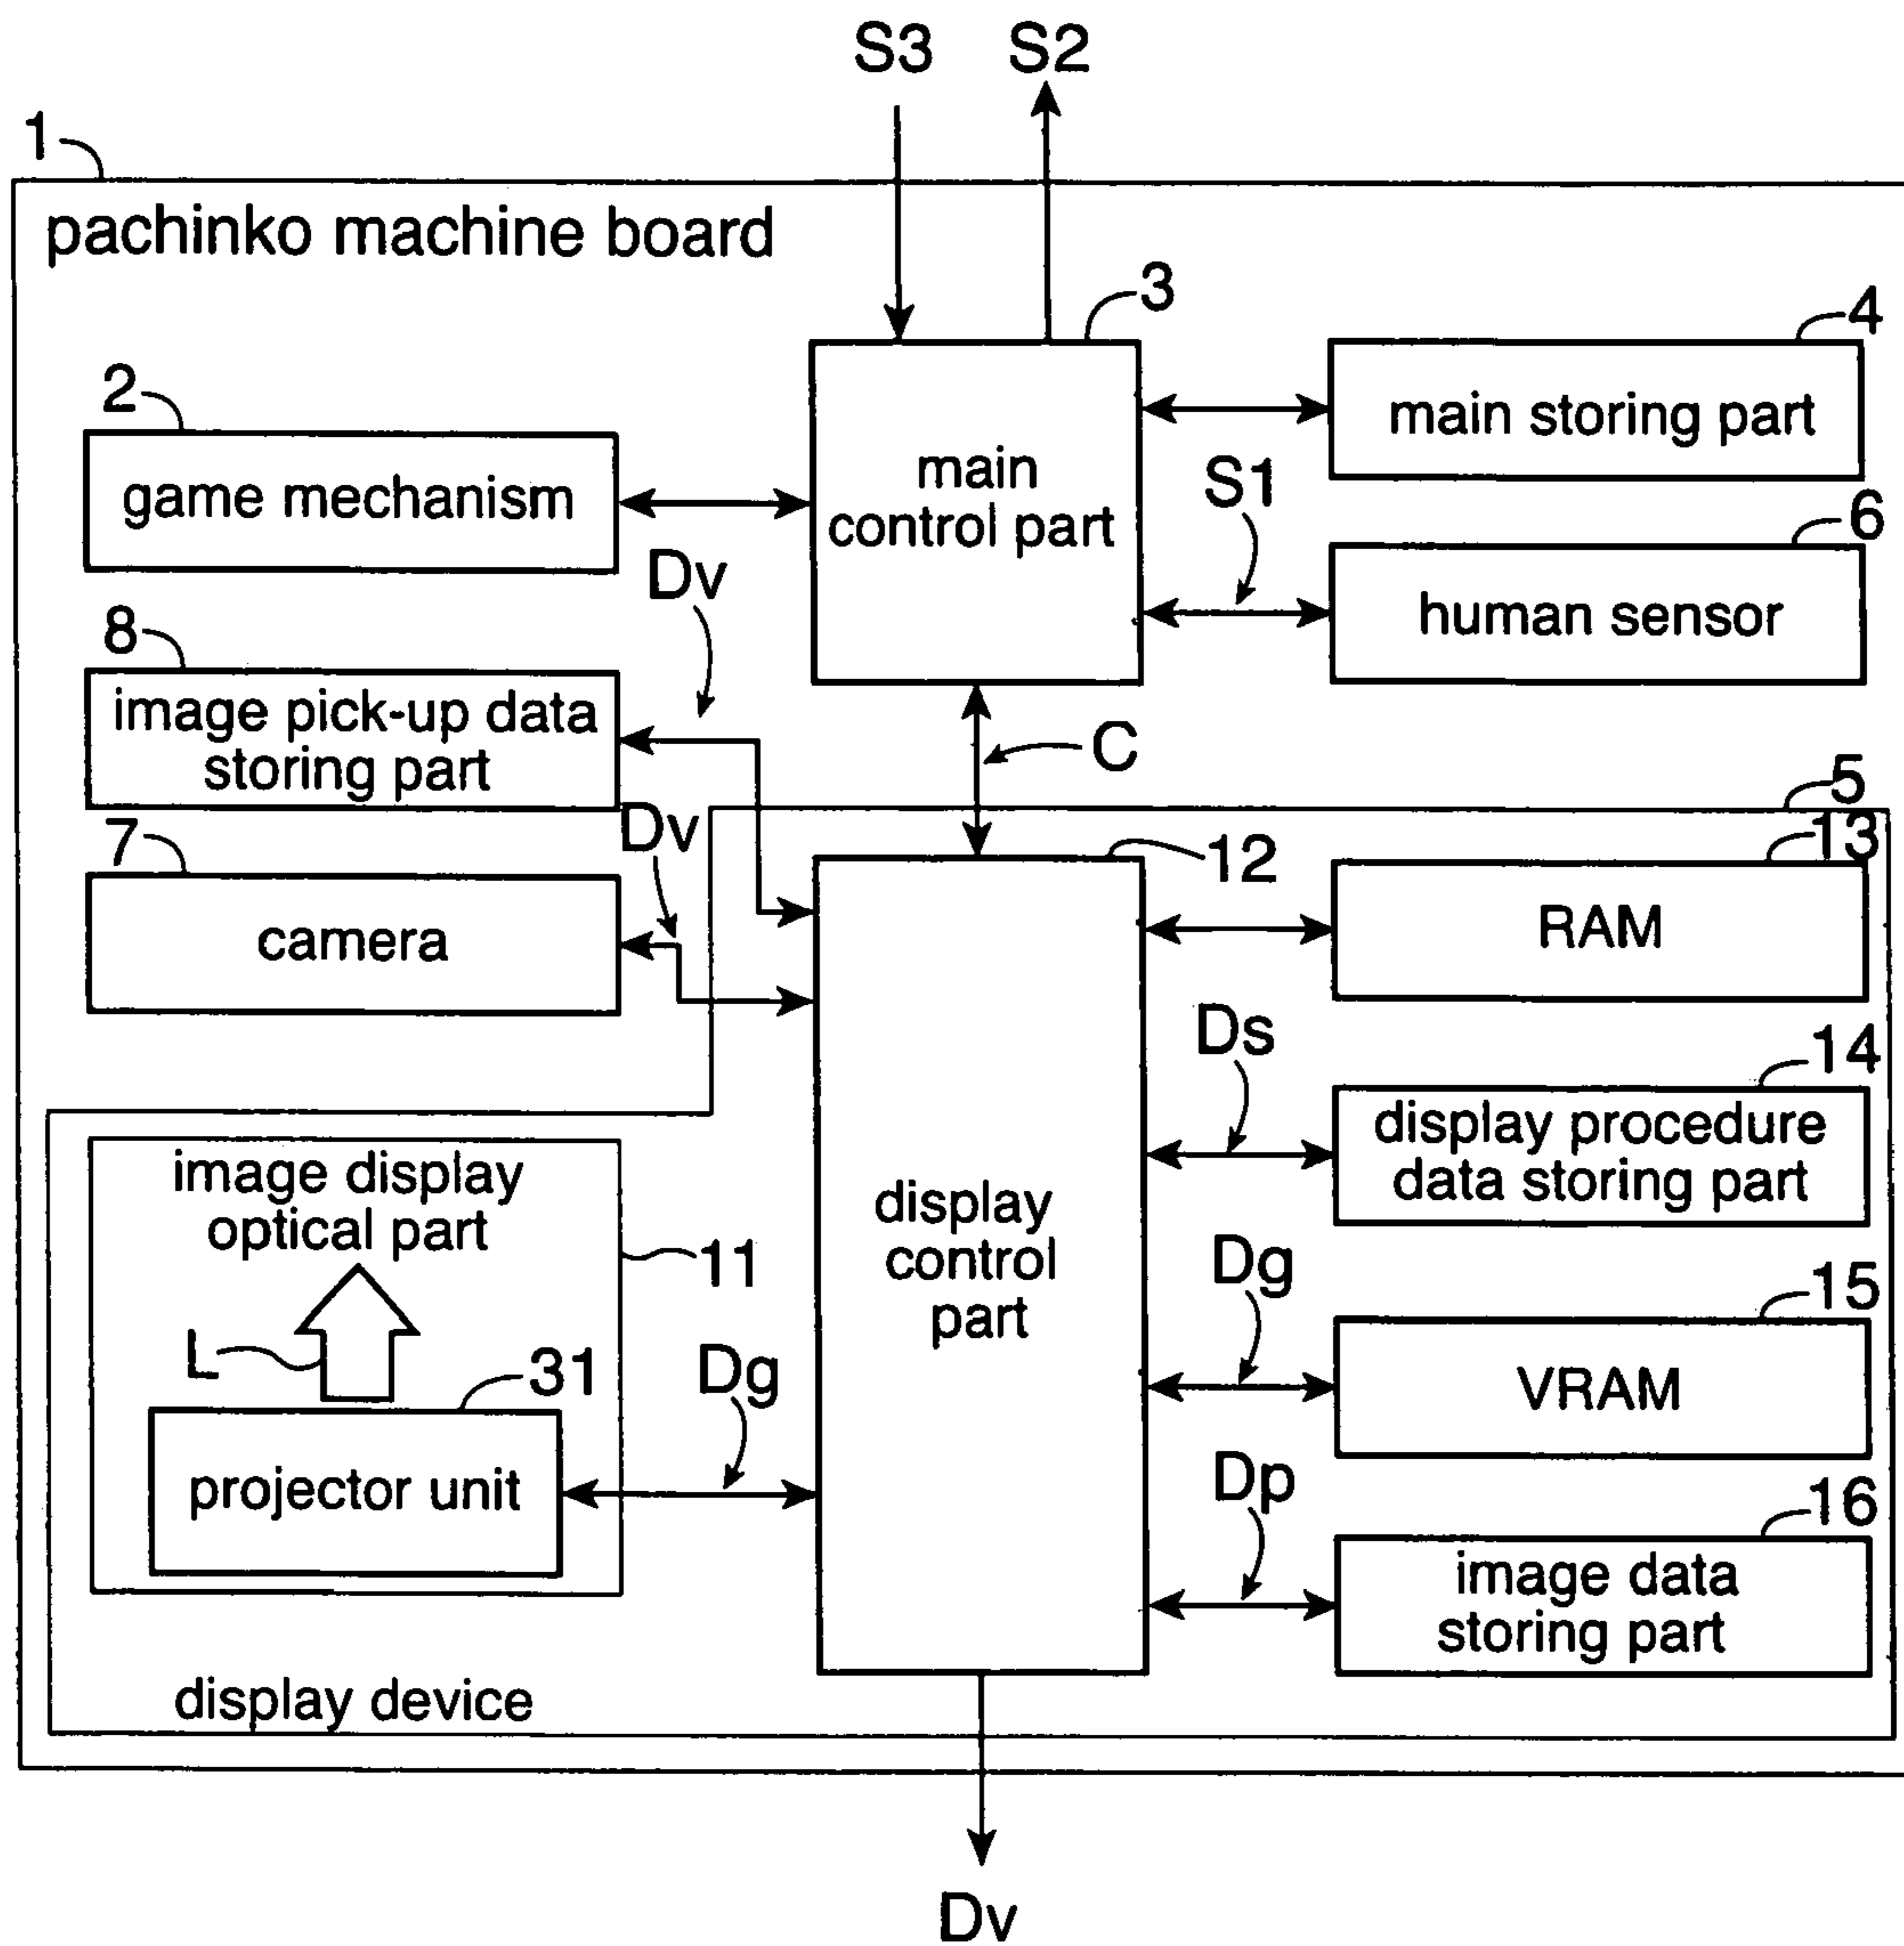 S3
S2
1
pachinko machine board
3
4
2
main storing part
game mechanism
main
control part
S1
6
Dv
human sensor
8
image pick-up data
storing part
C
5
7
Dv
12
13
camera
RAM
Ds
14
display procedure
data storing part
image display
optical part
11
display
control
part
Dg
15
L
31
Dg
VRAM
projector unit
Dp
16
image data
storing part
display device
Dv